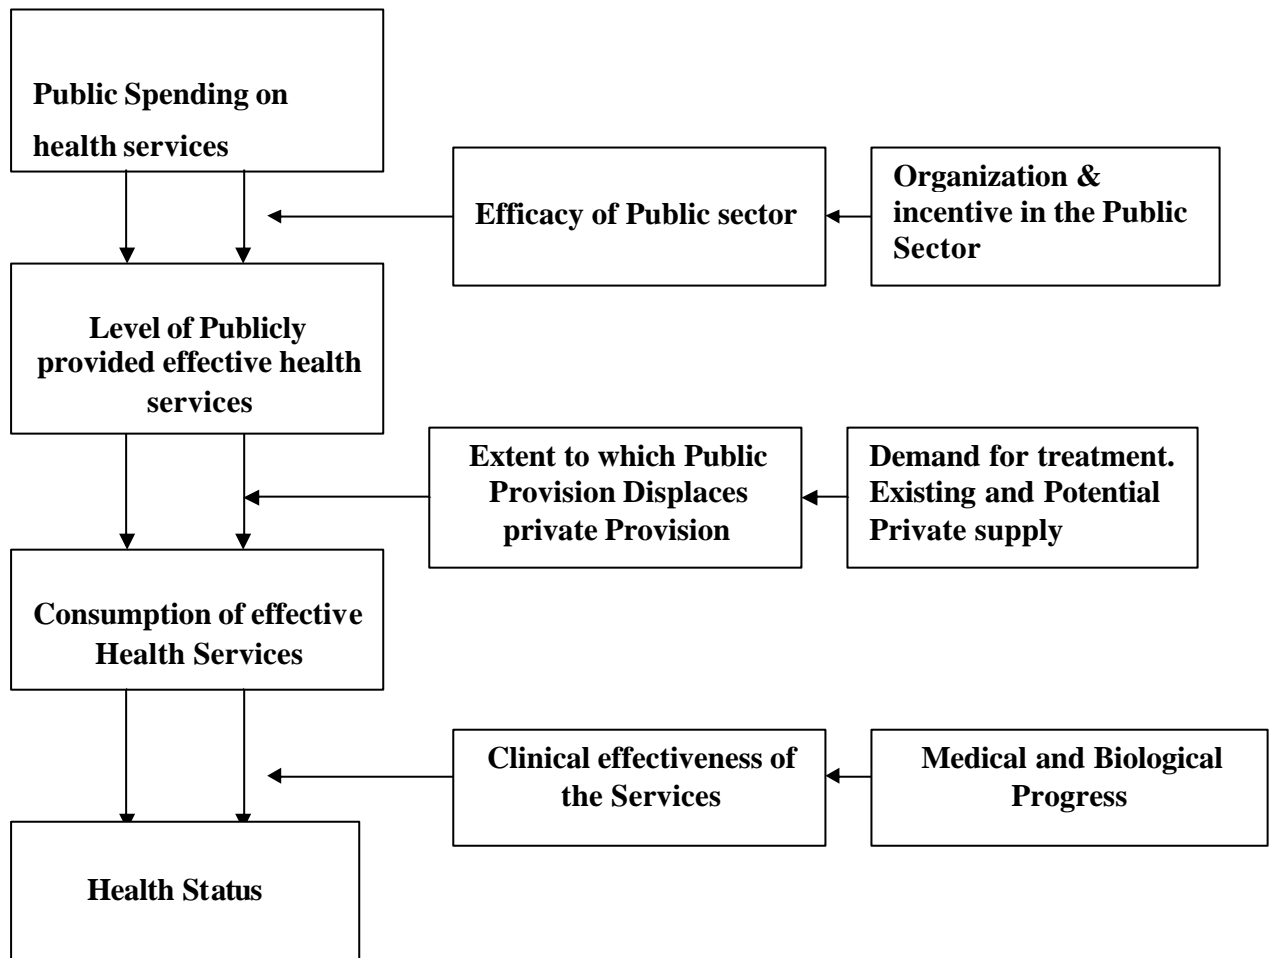 Public Spending on
health services
Efficacy of Public sector
Organization &
incentive in the Public
Sector
Level of Publicly
provided effective health
services
Extent to which Public
Provision Displaces
private Provision
Demand for treatment.
Existing and Potential
Private supply
Consumption of effective
Health Services
Clinical effectiveness of
the Services
Medical and Biological
Progress
Health Status